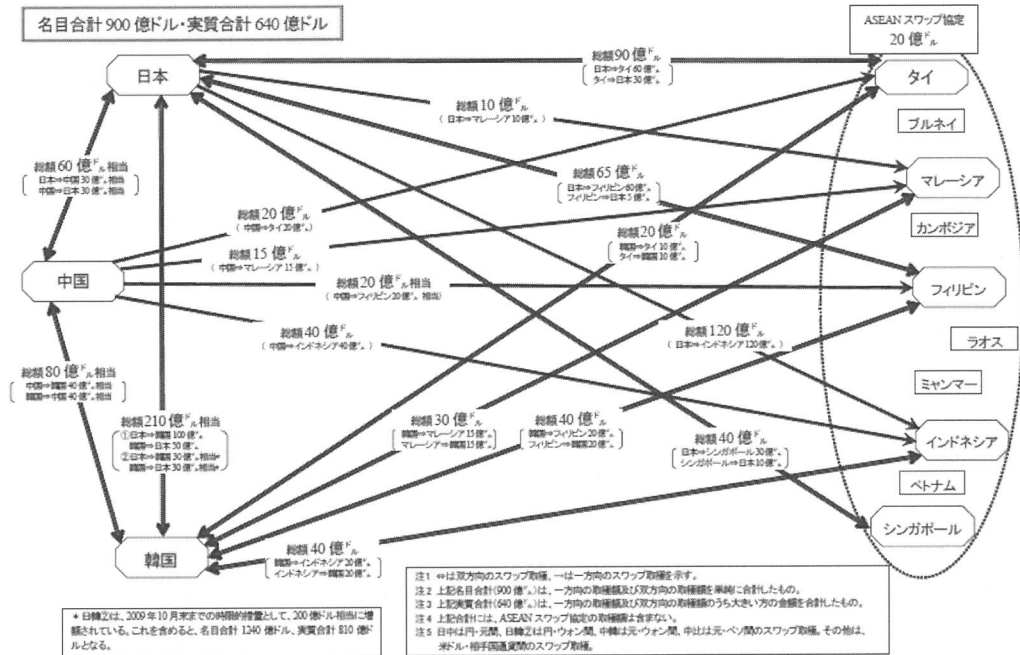 名目合計 900 億ドル・実質合計 640 億ドル
ASEAN スワップ協定
20 億ドル
日本
タイ
総額90 億ドル
日本⇒タイ 60 億ドル
タイ⇒日本 30 億ドル
総額10 億ドル
( 日本⇒マレーシア 10 億ドル )
ブルネイ
総額60 億ドル相当
日本⇒中国 30 億ドル相当
中国⇒日本 30 億ドル相当
総額65 億ドル
日本⇒フィリピン 60 億ドル
フィリピン⇒日本 5 億ドル
マレーシア
総額20 億ドル
( 中国⇒タイ 20 億ドル )
総額20 億ドル
韓国⇒タイ 10 億ドル
タイ⇒韓国 10 億ドル
カンボジア
総額15 億ドル
( 中国⇒マレーシア 15 億ドル )
中国
総額20 億ドル相当
( 中国⇒フィリピン 20 億ドル相当)
フィリピン
総額40 億ドル
( 中国⇒インドネシア 40 億ドル )
総額120 億ドル
( 日本⇒インドネシア 120 億ドル )
ラオス
総額80 億ドル相当
中国⇒韓国 40 億ドル相当
韓国⇒中国 40 億ドル相当
ミャンマー
総額210 億ドル相当
①日本⇒韓国 100 億ドル
韓国⇒日本 50 億ドル
②日本⇒韓国 30 億ドル相当*
韓国⇒日本 30 億ドル相当*
総額30 億ドル
韓国⇒マレーシア 15 億ドル
マレーシア⇒韓国 15 億ドル
総額40 億ドル
韓国⇒フィリピン 20 億ドル
フィリピン⇒韓国 20 億ドル
総額40 億ドル
日本⇒シンガポール 30 億ドル
シンガポール⇒日本 10 億ドル
インドネシア
ベトナム
シンガポール
韓国
総額40 億ドル
韓国⇒インドネシア 20 億ドル
インドネシア⇒韓国 20 億ドル
* 日韓②は、2009 年 10 月末までの時限的措置として、200 億ドル相当に増
額されている。これを含めると、名目合計 1240 億ドル、実質合計 810 億ド
ルとなる。
注1 ⇔は双方向のスワップ取極、→は一方向のスワップ取極を示す。
注2 上記名目合計(900 億ドル)は、一方向の取極額及び双方向の取極額を単純に合計したもの。
注3 上記実質合計(640 億ドル)は、一方向の取極額及び双方向の取極額のうち大きい方の金額を合計したもの。
注4 上記合計には、ASEAN スワップ協定の取極額は含まない。
注5 日中は円・元間、日韓②は円・ウォン間、中韓は元・ウォン間、中比は元・ペソ間のスワップ取極。その他は、
米ドル・相手国通貨間のスワップ取極。